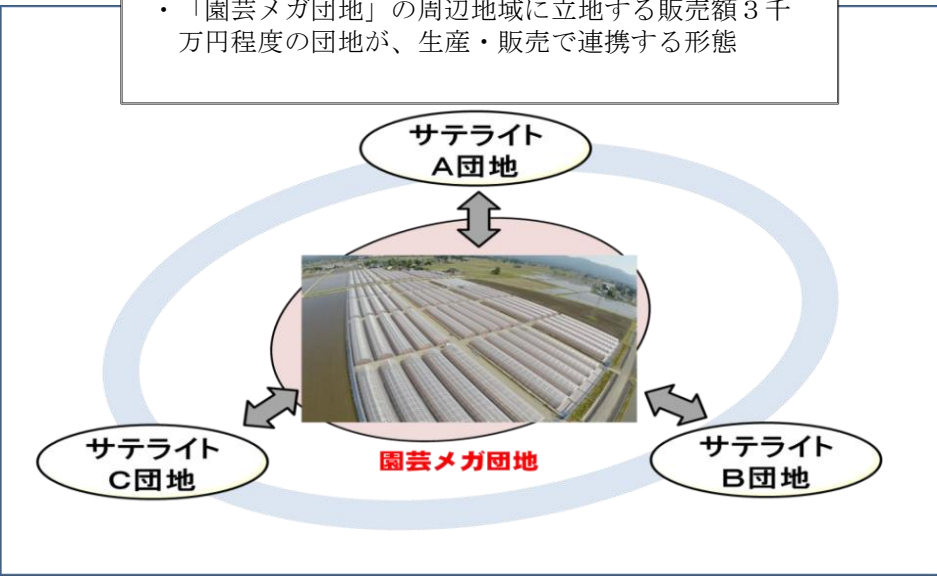 ・「園芸メガ団地」の周辺地域に立地する販売額３千
万円程度の団地が、生産・販売で連携する形態
サテライト
Ａ団地
サテライト
Ｃ団地
園芸メガ団地
サテライト
Ｂ団地